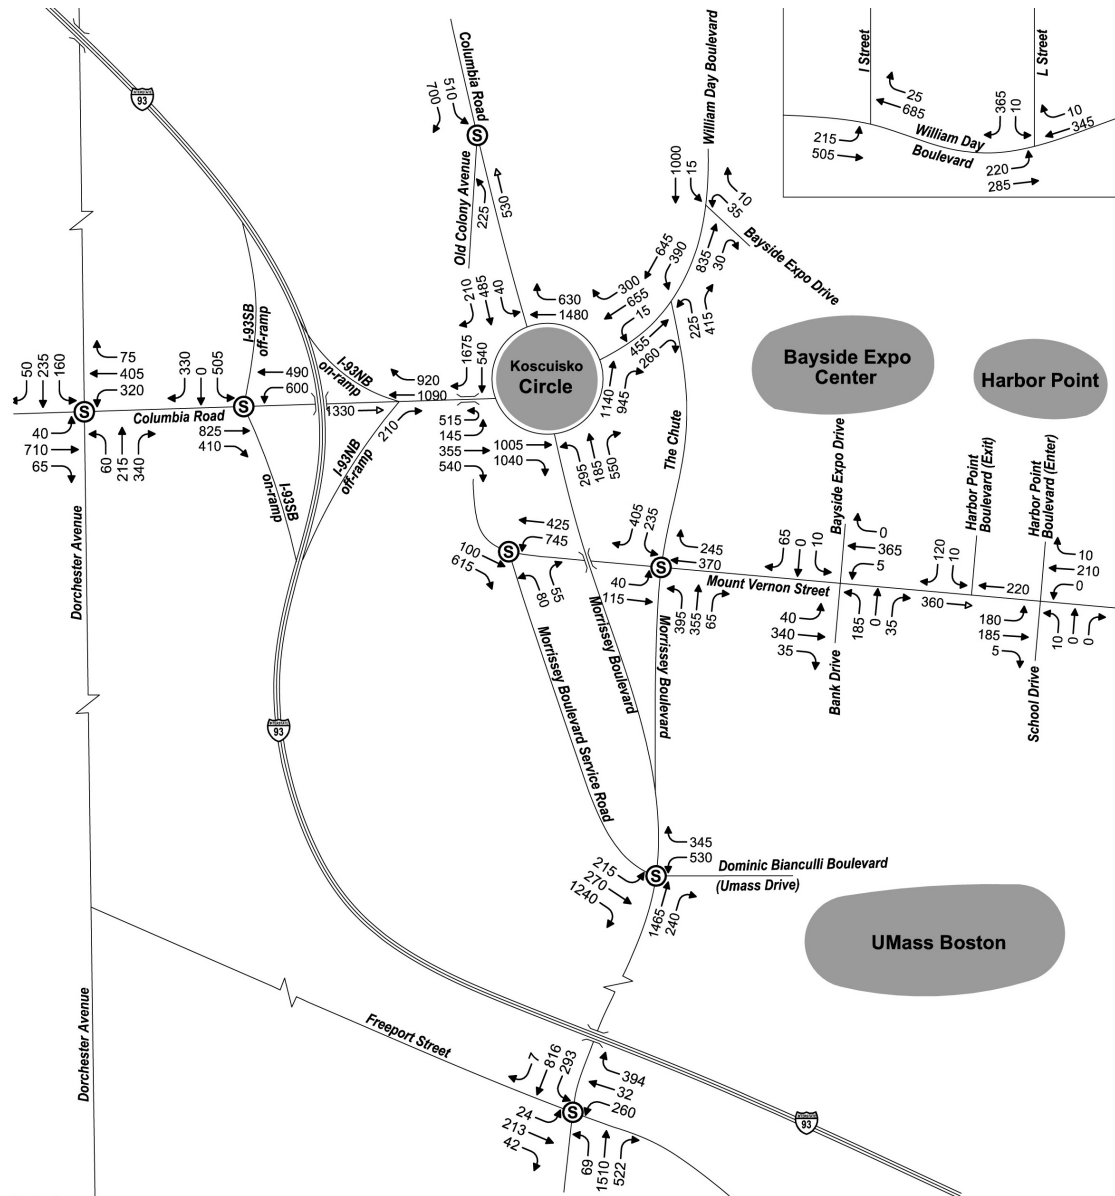 93
Columbia Road
700
510
S
Old Colony Avenue
225
530
William Day Boulevard
1000
15
10
35
Bayside Expo Drive
645
390
835
30
300
655
15
455
260
225
415
I Street
L Street
25
685
365
10
10
345
215
505
William Day
Boulevard
220
285
210
485
40
630
1480
1675
540
Koscuisko
Circle
1140
945
Bayside Expo
Center
Harbor Point
I-93SB
off-ramp
I-93NB
on-ramp
50
235
160
75
405
320
330
0
505
490
600
920
1090
S
Columbia Road
S
1330
210
40
710
65
60
215
340
825
410
I-93SB
on-ramp
I-93NB
off-ramp
515
145
355
540
1005
1040
295
185
550
The Chute
Dorchester Avenue
425
745
S
100
615
80
55
405
235
245
370
S
Mount Vernon Street
40
115
395
355
65
Bayside Expo Drive
65
0
10
0
365
5
40
340
35
185
0
35
Bank Drive
Harbor Point
Boulevard (Exit)
120
10
220
360
Harbor Point
Boulevard (Enter)
10
210
0
180
185
5
10
0
0
School Drive
Morrissey Boulevard
Morrissey Boulevard
Morrissey Boulevard Service Road
93
345
530
S
Dominic Bianculli Boulevard
(Umass Drive)
215
270
1240
1465
240
UMass Boston
Dorchester Avenue
Freeport Street
7
816
293
394
32
260
S
24
213
42
69
1510
522
93